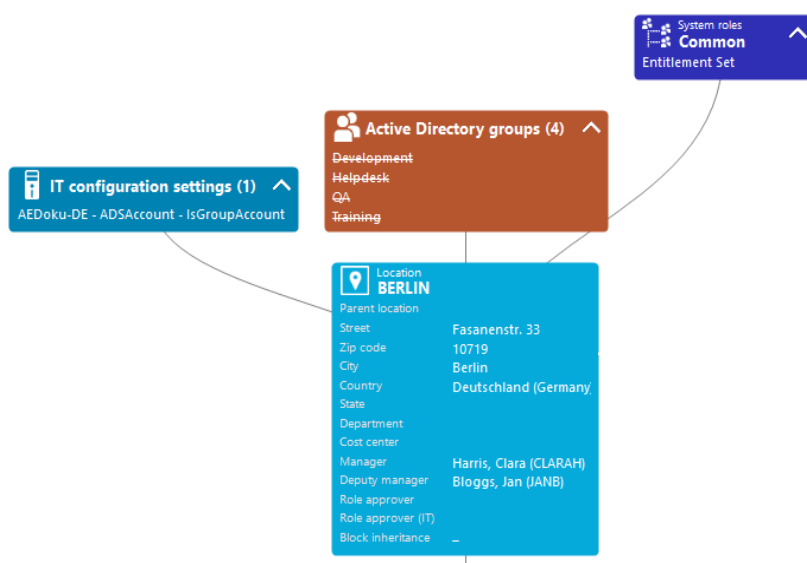 System roles
Common
Entitlement Set
Active Directory groups (4)
Development
Helpdesk
QA
Training
IT configuration settings (1)
AEDoku-DE - ADSAccount - IsGroupAccount
Location
BERLIN
Parent location
Street Fasanenstr. 33
Zip code 10719
City Berlin
Country Deutschland (Germany)
State
Department
Cost center
Manager Harris, Clara (CLARAH)
Deputy manager Bloggs, Jan (JANB)
Role approver
Role approver (IT)
Block inheritance _